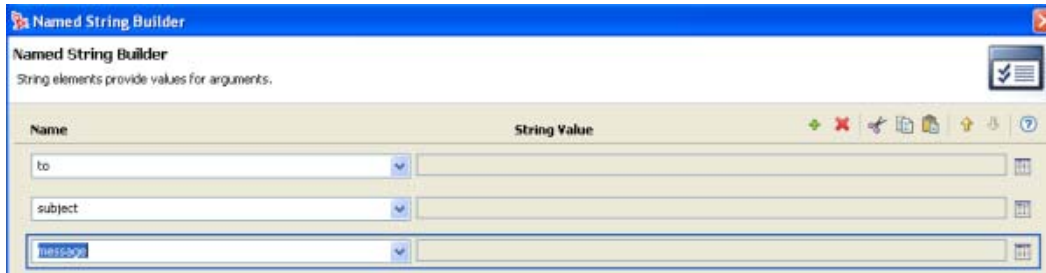 Named String Builder
Named String Builder
String elements provide values for arguments.
Name String Value
to
subject
message